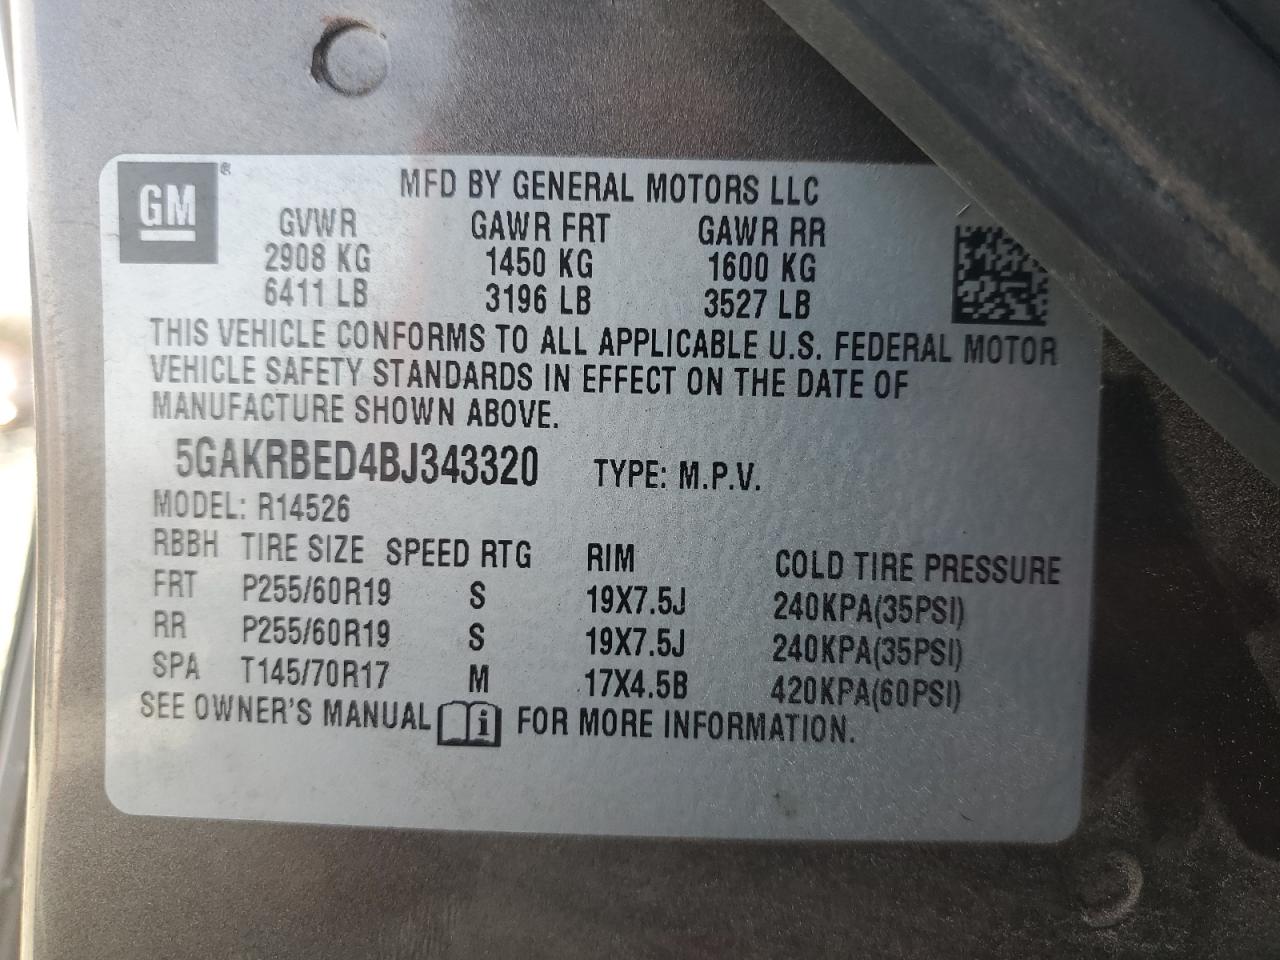 GM ®
MFD BY GENERAL MOTORS LLC
GVWR GAWR FRT GAWR RR
2908 KG 1450 KG 1600 KG
6411 LB 3196 LB 3527 LB
THIS VEHICLE CONFORMS TO ALL APPLICABLE U.S. FEDERAL MOTOR
VEHICLE SAFETY STANDARDS IN EFFECT ON THE DATE OF
MANUFACTURE SHOWN ABOVE.
5GAKRBED4BJ343320 TYPE: M.P.V.
MODEL: R14526
RBBH TIRE SIZE SPEED RTG RIM COLD TIRE PRESSURE
FRT P255/60R19 S 19X7.5J 240KPA(35PSI)
RR P255/60R19 S 19X7.5J 240KPA(35PSI)
SPA T145/70R17 M 17X4.5B 420KPA(60PSI)
SEE OWNER'S MANUAL i FOR MORE INFORMATION.